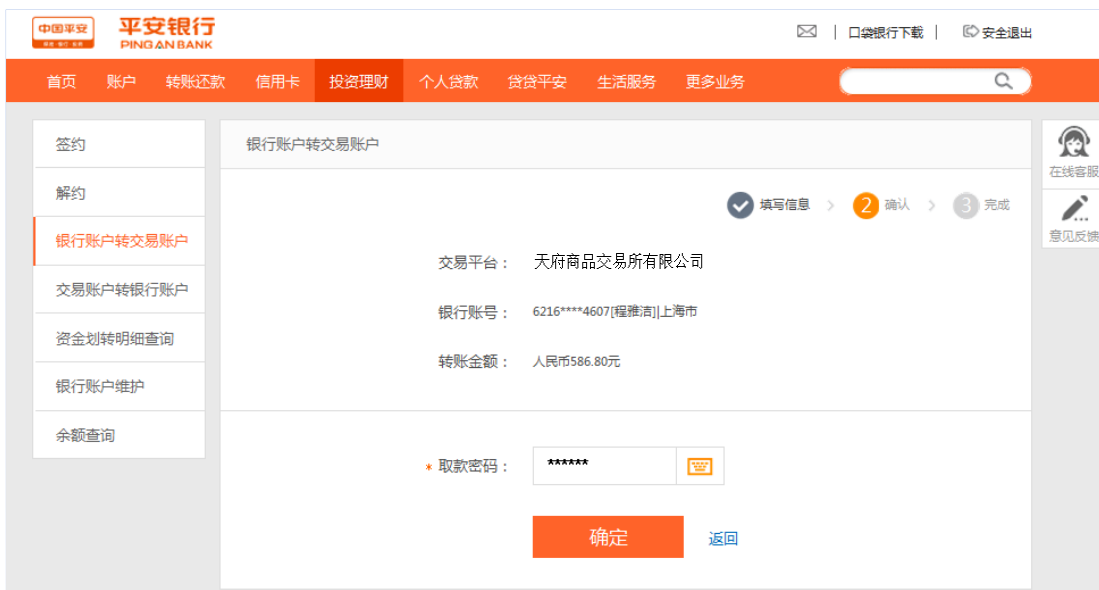 中国平安
平安银行
PINGAN BANK
口袋银行下载
安全退出
首页 账户 转账还款 信用卡 投资理财 个人贷款 贷贷平安 生活服务 更多业务
签约
解约
银行账户转交易账户
交易账户转银行账户
资金划转明细查询
银行账户维护
余额查询
银行账户转交易账户
填写信息 2 确认 3 完成
交易平台： 天府商品交易所有限公司
银行账号： 6216****4607[程雅洁]|上海市
转账金额： 人民币586.80元
* 取款密码： ******
确定 返回
在线客服
意见反馈